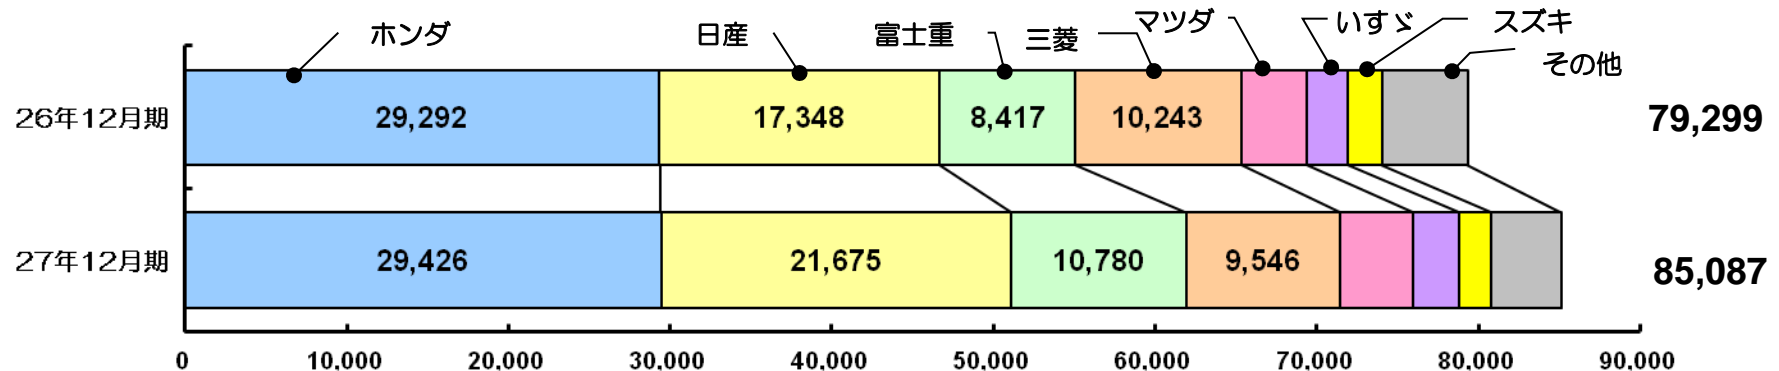 ホンダ 日産 富士重 三菱 マツダ いすゞ スズキ その他
26年12月期 29,292 17,348 8,417 10,243 79,299
27年12月期 29,426 21,675 10,780 9,546 85,087
0 10,000 20,000 30,000 40,000 50,000 60,000 70,000 80,000 90,000